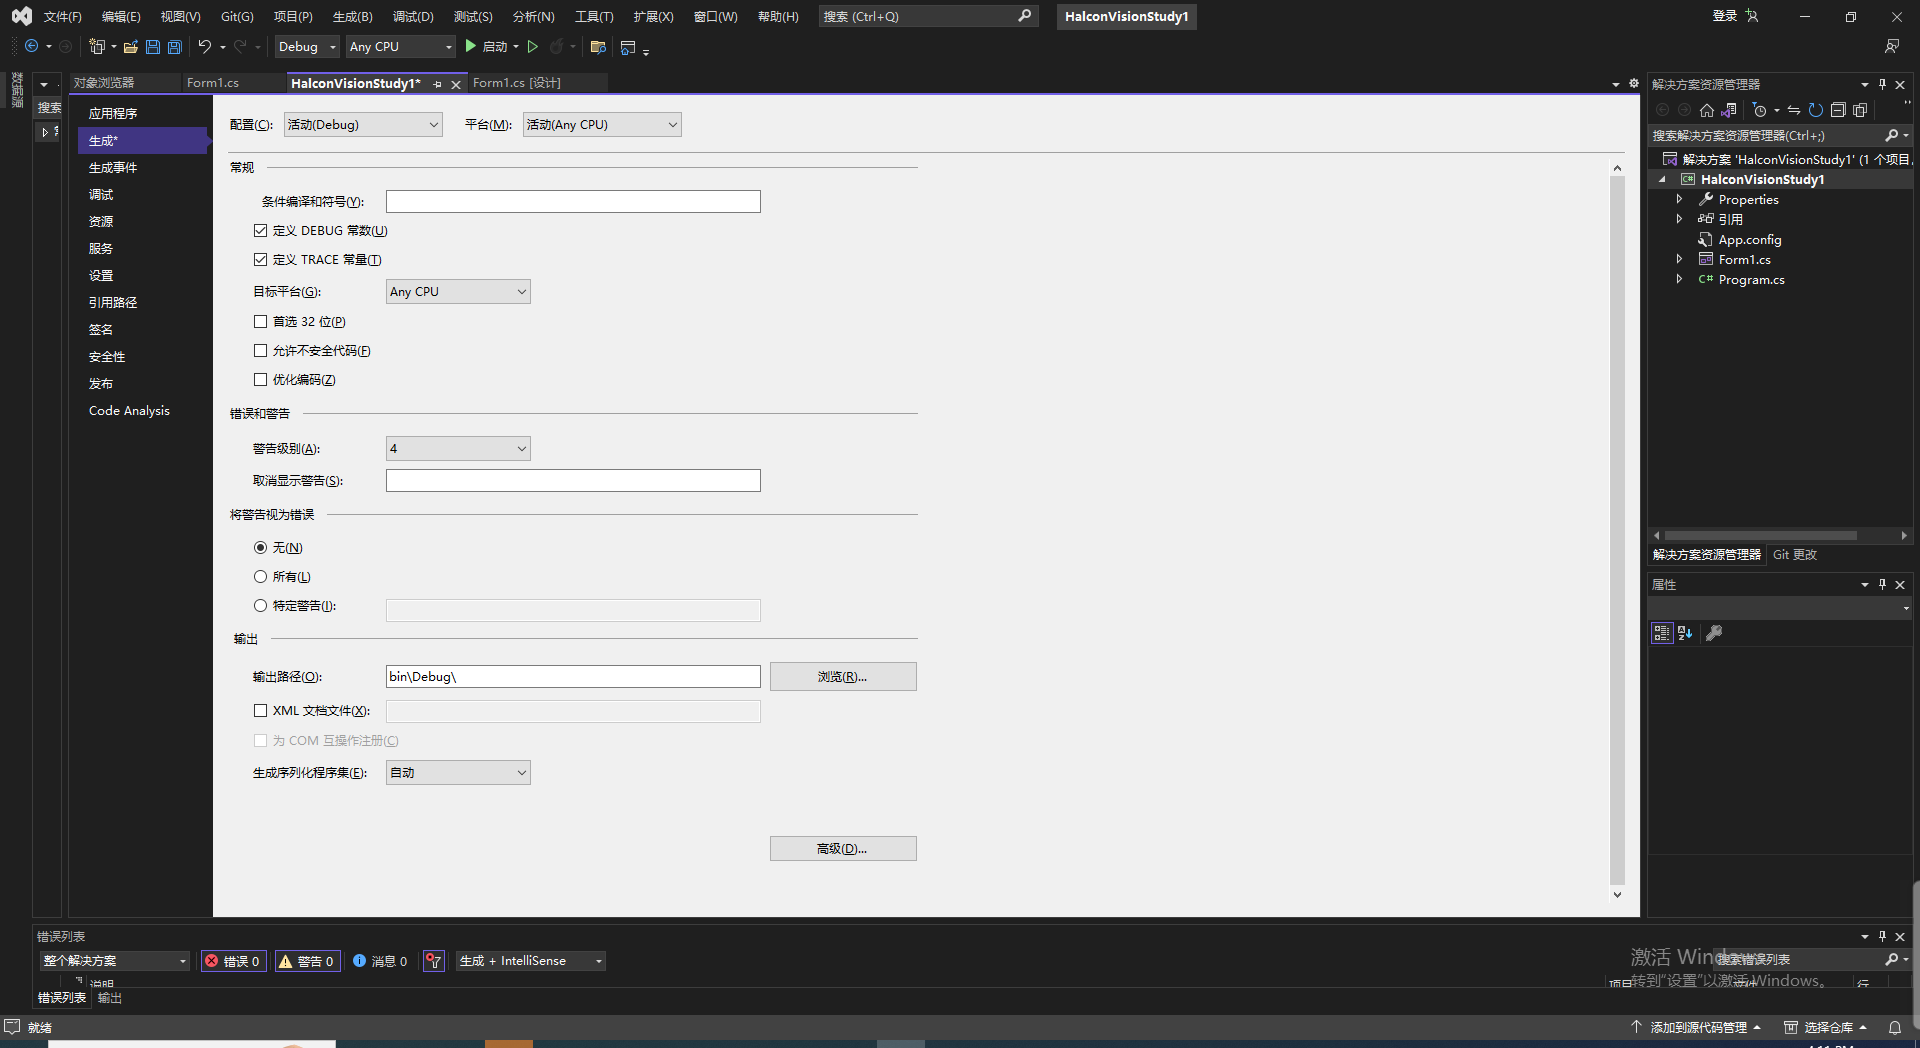 文件(F) 编辑(E) 视图(V) Git(G) 项目(P) 生成(B) 调试(D) 测试(S) 分析(N) 工具(T) 扩展(X) 窗口(W) 帮助(H) 搜索 (Ctrl+Q) HalconVisionStudy1 登录
Debug Any CPU 启动
数据源
对象浏览器 Form1.cs HalconVisionStudy1* Form1.cs [设计]
搜索
应用程序
生成*
生成事件
调试
资源
服务
设置
引用路径
签名
安全性
发布
Code Analysis
配置(C): 活动(Debug) 平台(M): 活动(Any CPU)
常规
条件编译和符号(Y):
定义 DEBUG 常数(U)
定义 TRACE 常量(T)
目标平台(G): Any CPU
首选 32 位(P)
允许不安全代码(F)
优化编码(Z)
错误和警告
警告级别(A): 4
取消显示警告(S):
将警告视为错误
无(N)
所有(L)
特定警告(I):
输出
输出路径(O): bin\Debug\ 浏览(R)...
XML 文档文件(X):
为 COM 互操作注册(C)
生成序列化程序集(E): 自动
高级(D)...
解决方案资源管理器
搜索解决方案资源管理器(Ctrl+;)
解决方案 'HalconVisionStudy1' (1 个项目,
HalconVisionStudy1
Properties
引用
App.config
Form1.cs
C# Program.cs
解决方案资源管理器 Git 更改
属性
错误列表
整个解决方案 错误 0 警告 0 消息 0 生成 + IntelliSense 搜索错误列表
说明 项目 文件 行
错误列表 输出
激活 Windows
转到"设置"以激活 Windows。
就绪 添加到源代码管理 选择仓库